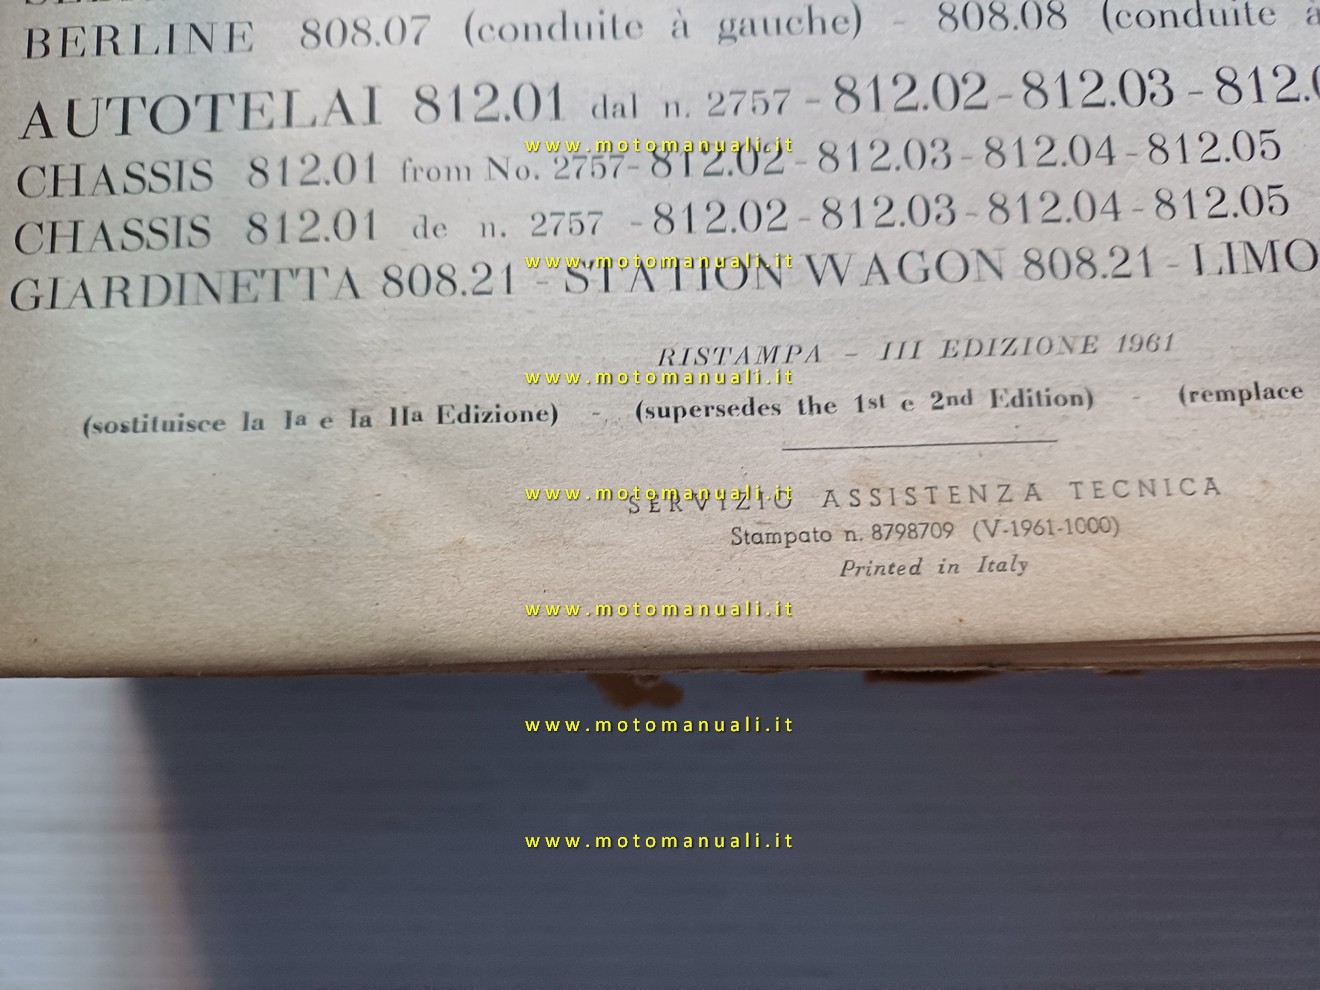 BERLINE 808.07 (conduite à gauche) - 808.08 (conduite à
AUTOTELAI 812.01 dal n. 2757 - 812.02 - 812.03 - 812.0
CHASSIS 812.01 from No. 2757 - 812.02 - 812.03 - 812.04 - 812.05
CHASSIS 812.01 de n. 2757 - 812.02 - 812.03 - 812.04 - 812.05
GIARDINETTA 808.21 - STATION WAGON 808.21 - LIMO
RISTAMPA - III EDIZIONE 1961
(sostituisce la Ia e la IIa Edizione) - (supersedes the 1st e 2nd Edition) - (remplace
SERVIZIO ASSISTENZA TECNICA
Stampato n. 8798709 (V-1961-1000)
Printed in Italy
www.motomanuali.it
www.motomanuali.it
www.motomanuali.it
www.motomanuali.it
www.motomanuali.it
www.motomanuali.it
www.motomanuali.it